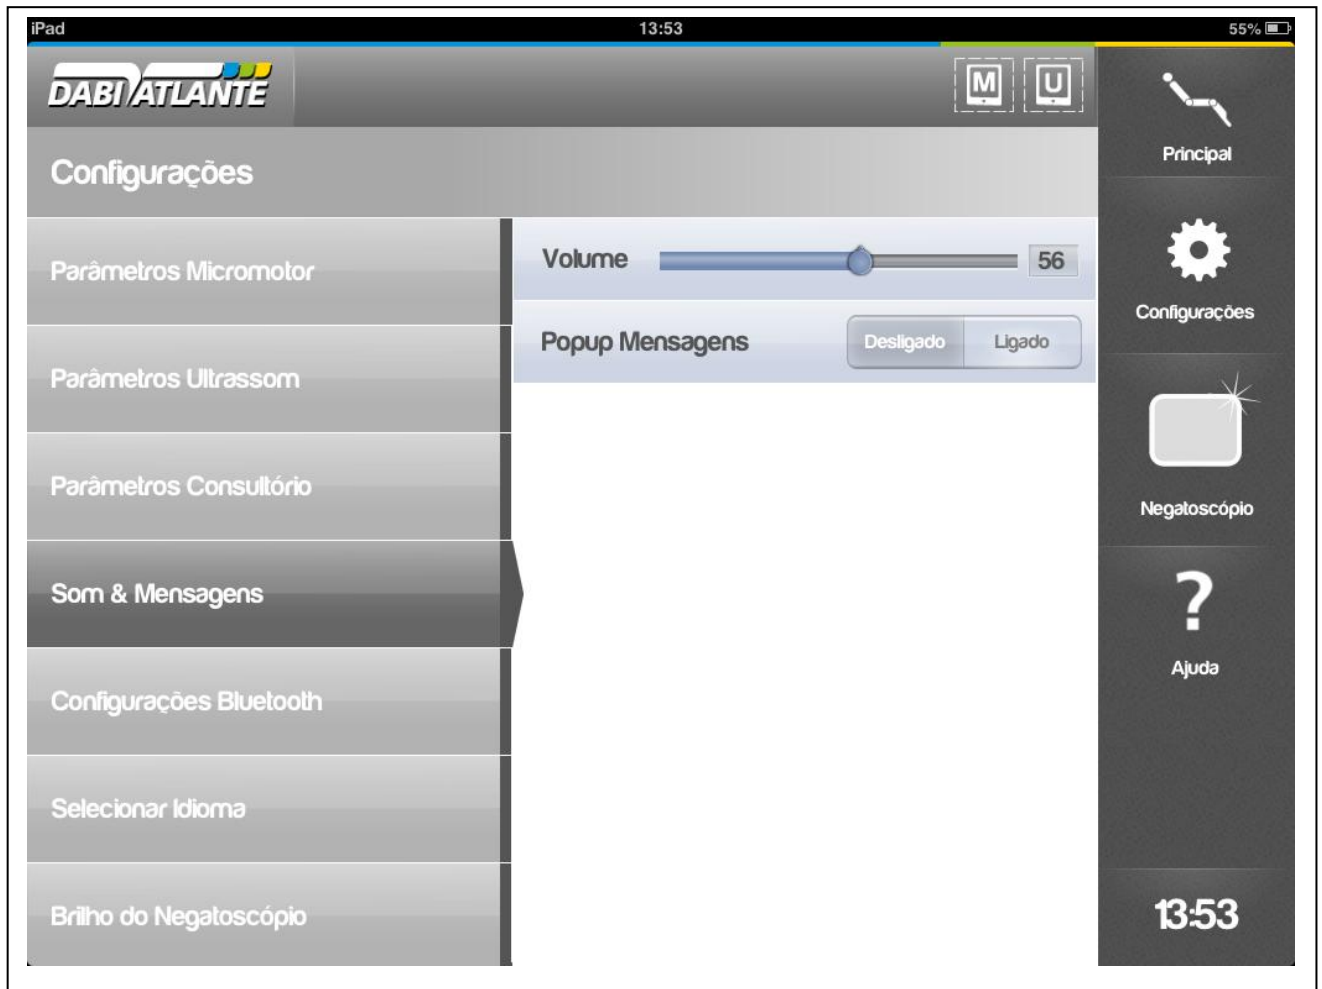 iPad 13:53 55%
DABI ATLANTE M U
Principal
Configurações
Parâmetros Micromotor
Parâmetros Ultrassom
Parâmetros Consultório
Som & Mensagens
Configurações Bluetooth
Selecionar Idioma
Brilho do Negatoscópio
Volume 56
Popup Mensagens Desligado Ligado
Configurações
Negatoscópio
?
Ajuda
13:53